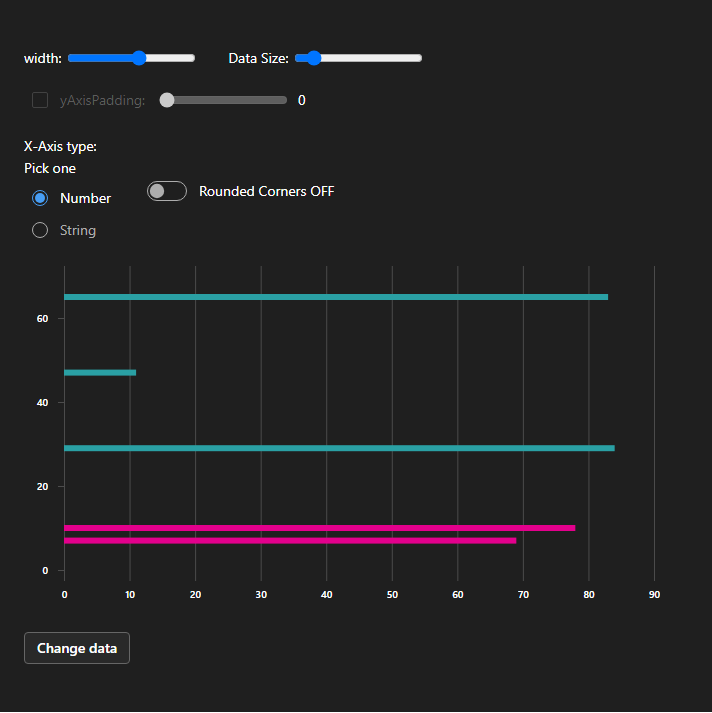 width: Data Size:
yAxisPadding: 0
X-Axis type:
Pick one
Number
Rounded Corners OFF
String
60
40
20
0
0 10 20 30 40 50 60 70 80 90
Change data